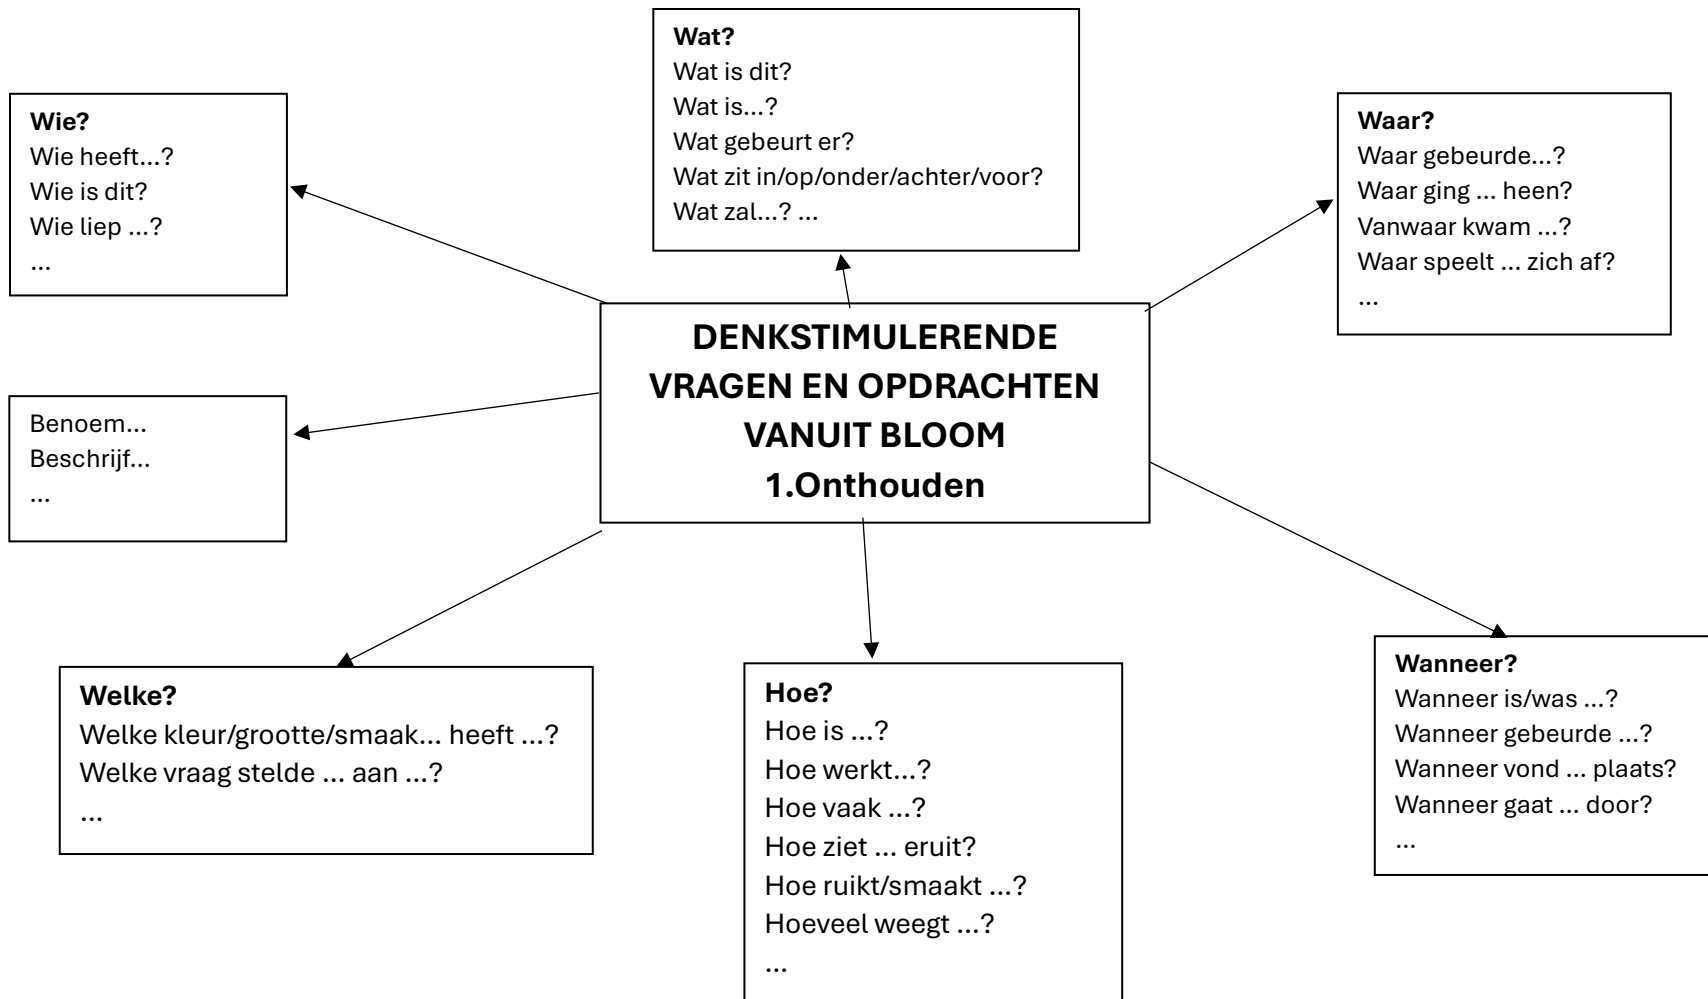 Wat?
Wat is dit?
Wat is...?
Wat gebeurt er?
Wat zit in/op/onder/achter/voor?
Wat zal...? ...
Wie?
Wie heeft...?
Wie is dit?
Wie liep ...?
...
Waar?
Waar gebeurde...?
Waar ging ... heen?
Vanwaar kwam ...?
Waar speelt ... zich af?
...
DENKSTIMULERENDE
VRAGEN EN OPDRACHTEN
VANUIT BLOOM
1.Onthouden
Benoem...
Beschrijf...
...
Welke?
Welke kleur/grootte/smaak... heeft ...?
Welke vraag stelde ... aan ...?
...
Hoe?
Hoe is ...?
Hoe werkt...?
Hoe vaak ...?
Hoe ziet ... eruit?
Hoe ruikt/smaakt ...?
Hoeveel weegt ...?
...
Wanneer?
Wanneer is/was ...?
Wanneer gebeurde ...?
Wanneer vond ... plaats?
Wanneer gaat ... door?
...